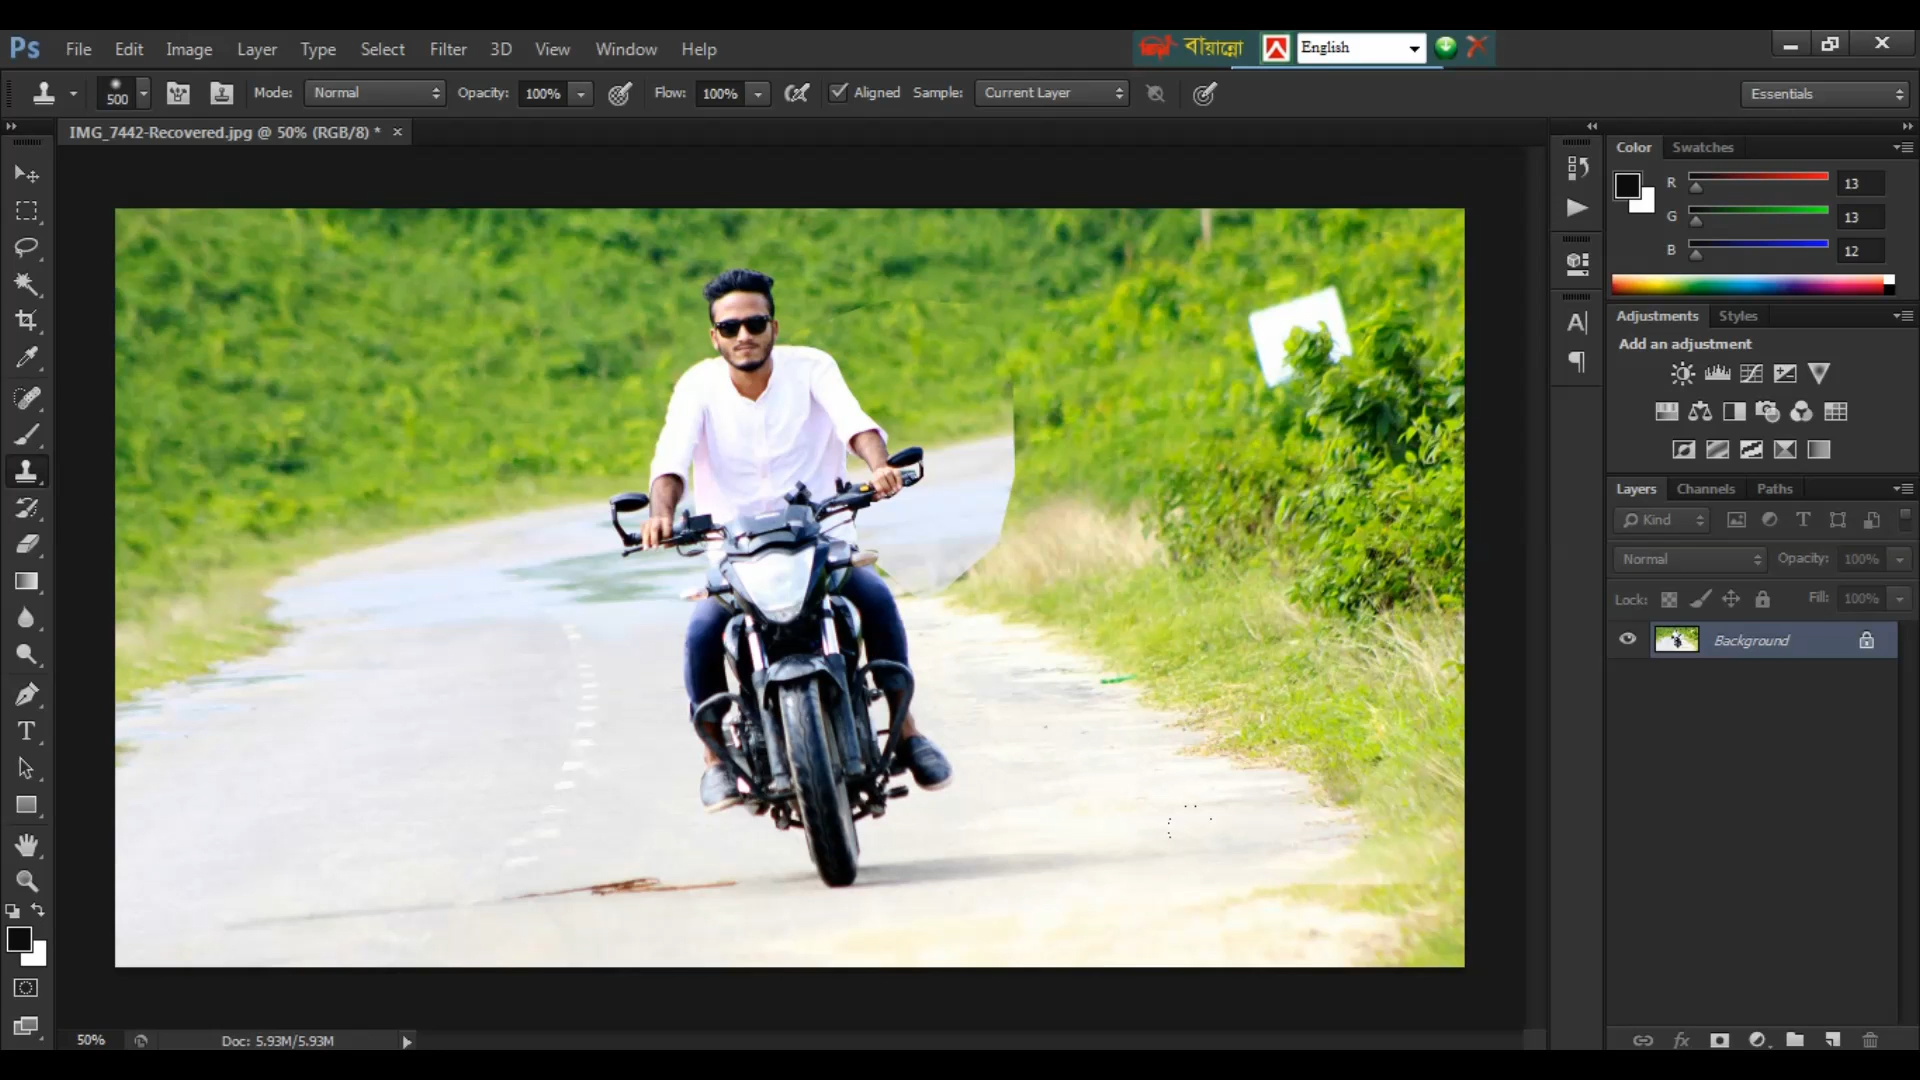 Ps File Edit Image Layer Type Select Filter 3D View Window Help বায়ান্নো English
500 Mode: Normal Opacity: 100% Flow: 100% Aligned Sample: Current Layer Essentials
IMG_7442-Recovered.jpg @ 50% (RGB/8) * ×
Color Swatches
R 13
G 13
B 12
Adjustments Styles
Add an adjustment
Layers Channels Paths
Kind
Normal Opacity: 100%
Lock: Fill: 100%
Background
50% Doc: 5.93M/5.93M